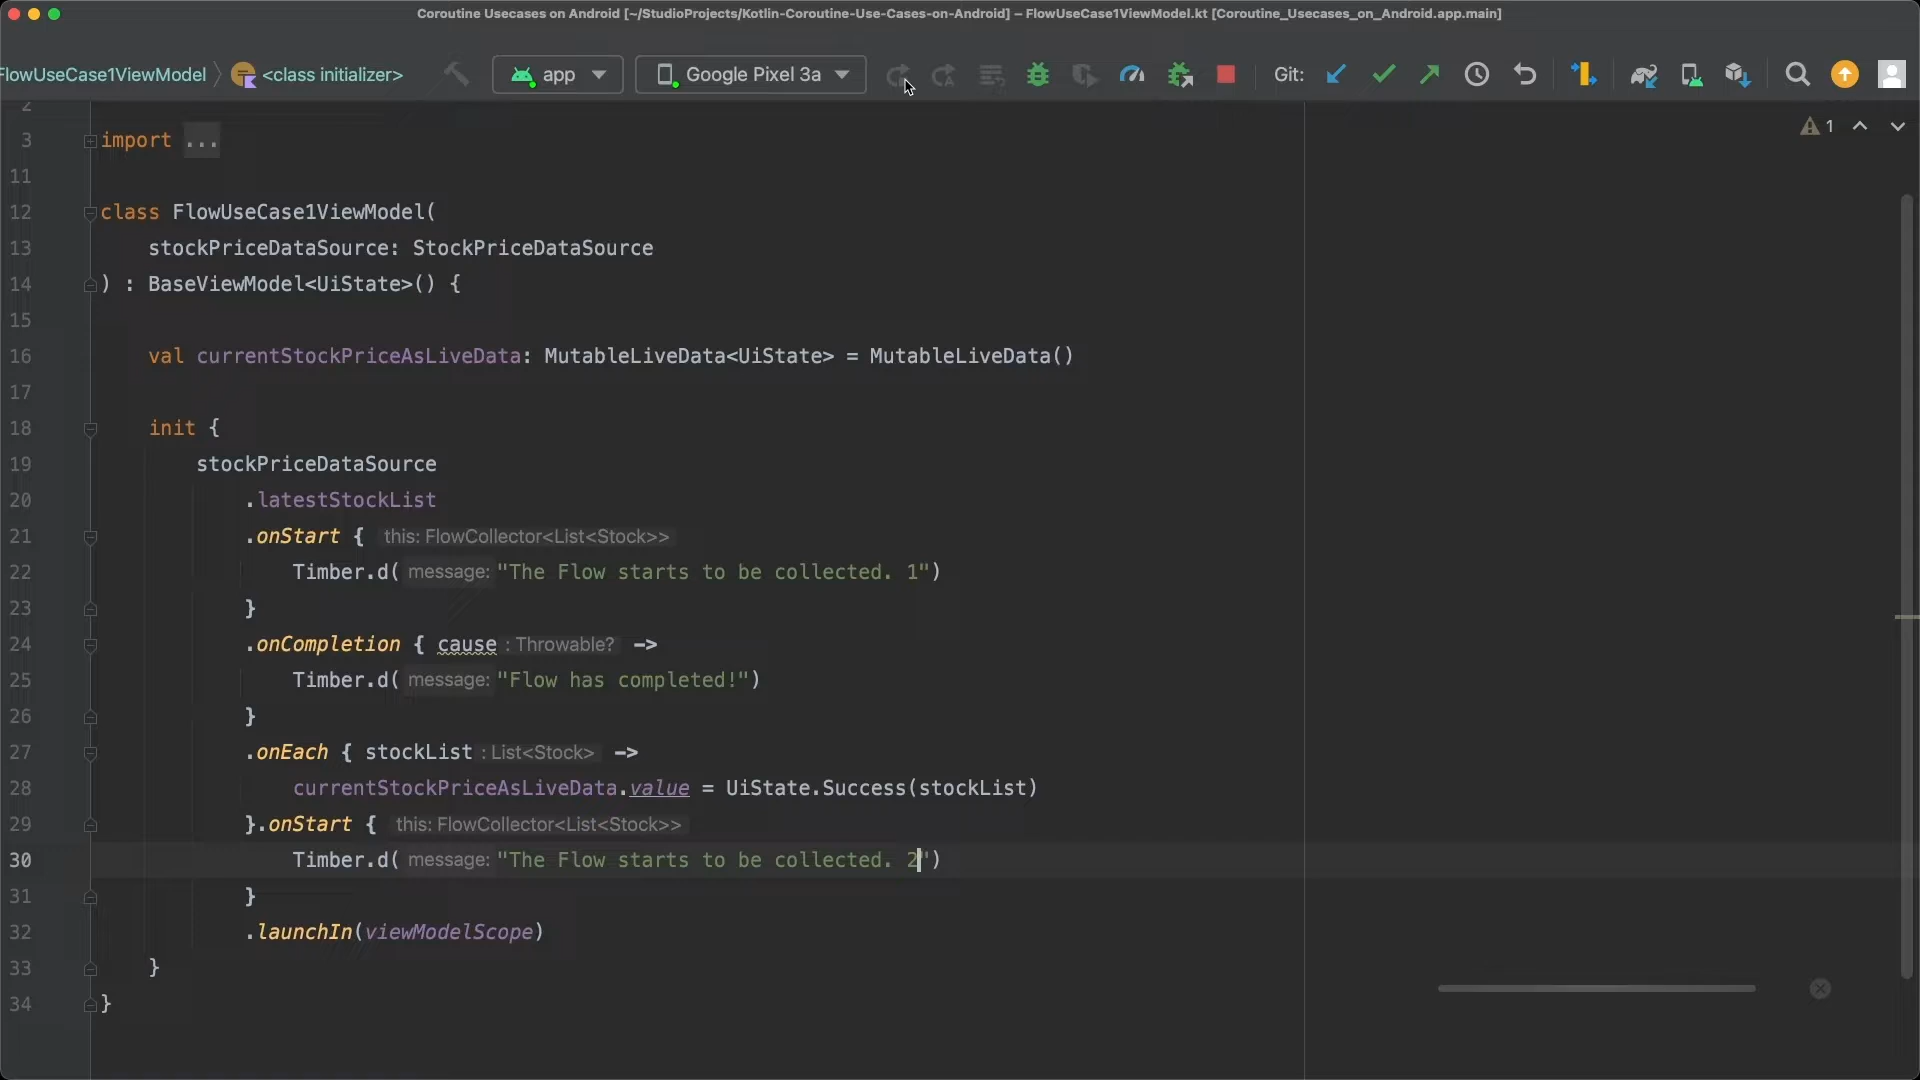 Coroutine Usecases on Android [~/StudioProjects/Kotlin-Coroutine-Use-Cases-on-Android] – FlowUseCase1ViewModel.kt [Coroutine_Usecases_on_Android.app.main]
FlowUseCase1ViewModel <class initializer> app Google Pixel 3a Git:
2
3 import ...
1
11
12 class FlowUseCase1ViewModel(
13 stockPriceDataSource: StockPriceDataSource
14 ) : BaseViewModel<UiState>() {
15
16 val currentStockPriceAsLiveData: MutableLiveData<UiState> = MutableLiveData()
17
18 init {
19 stockPriceDataSource
20 .latestStockList
21 .onStart { this: FlowCollector<List<Stock>>
22 Timber.d( message: "The Flow starts to be collected. 1")
23 }
24 .onCompletion { cause : Throwable? ->
25 Timber.d( message: "Flow has completed!")
26 }
27 .onEach { stockList : List<Stock> ->
28 currentStockPriceAsLiveData.value = UiState.Success(stockList)
29 }.onStart { this: FlowCollector<List<Stock>>
30 Timber.d( message: "The Flow starts to be collected. 2")
31 }
32 .launchIn(viewModelScope)
33 }
34 }